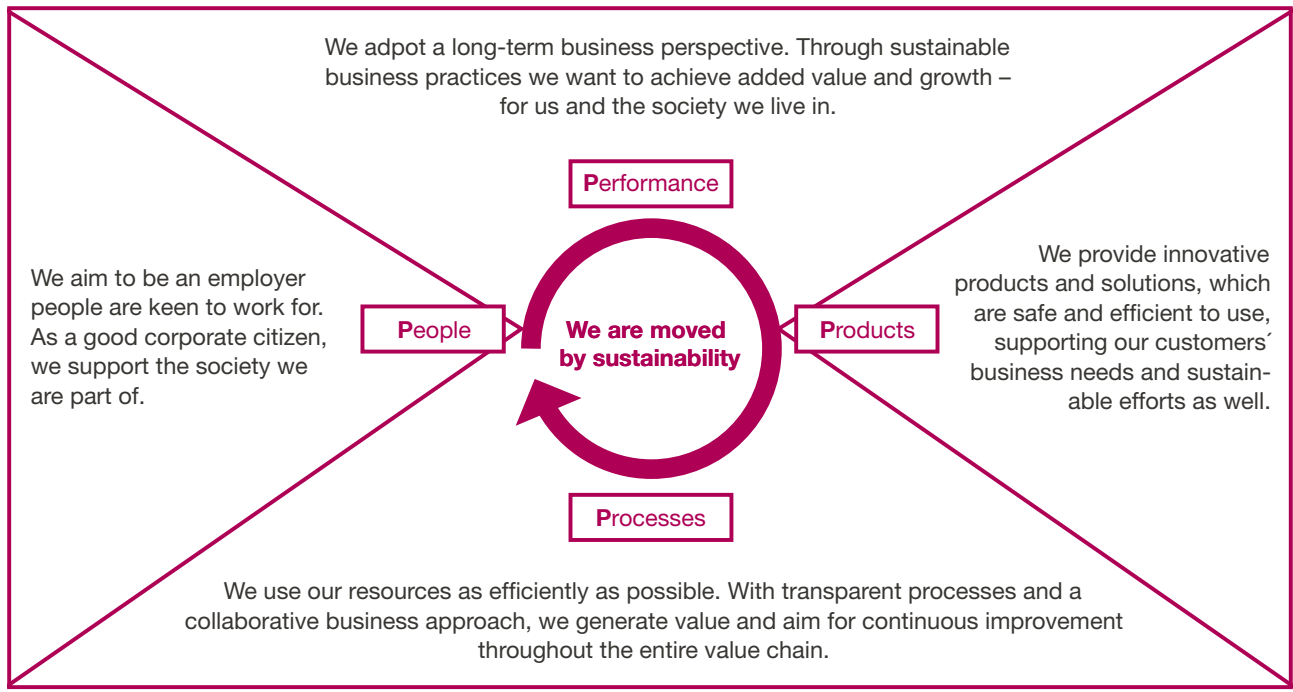 We adpot a long-term business perspective. Through sustainable
business practices we want to achieve added value and growth –
for us and the society we live in.
Performance
We aim to be an employer
people are keen to work for.
As a good corporate citizen,
we support the society we
are part of.
People
We are moved
by sustainability
Products
We provide innovative
products and solutions, which
are safe and efficient to use,
supporting our customers´
business needs and sustain-
able efforts as well.
Processes
We use our resources as efficiently as possible. With transparent processes and a
collaborative business approach, we generate value and aim for continuous improvement
throughout the entire value chain.